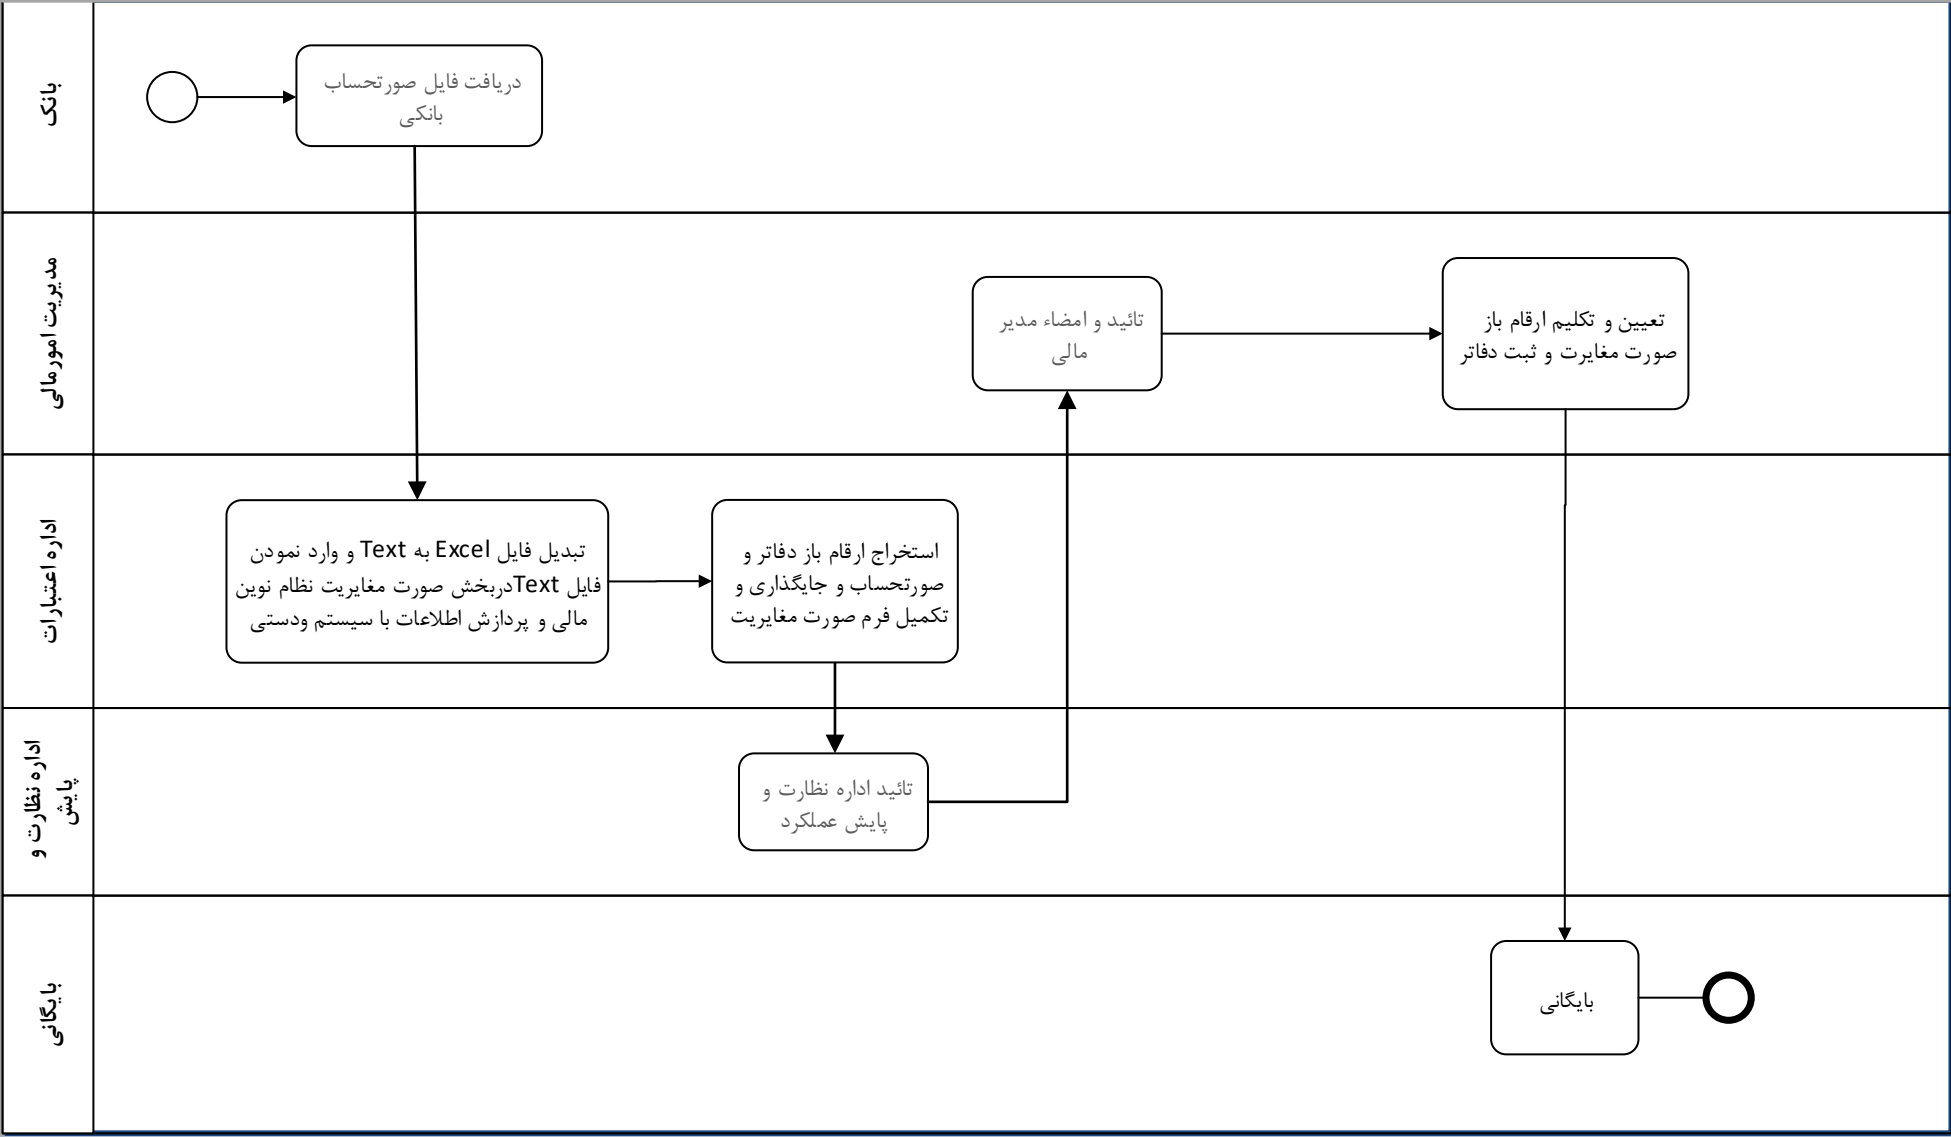 بانک
دریافت فایل صورتحساب
بانکی
مدیریت امورمالی
تائید و امضاء مدیر
مالی
تعیین و تکلیم ارقام باز
صورت مغایرت و ثبت دفاتر
اداره اعتبارات
تبدیل فایل Excel به Text و وارد نمودن
فایل Textدربخش صورت مغایریت نظام نوین
مالی و پردازش اطلاعات با سیستم ودستی
استخراج ارقام باز دفاتر و
صورتحساب و جایگذاری و
تکمیل فرم صورت مغایریت
اداره نظارت و
پایش
تائید اداره نظارت و
پایش عملکرد
بایگانی
بایگانی